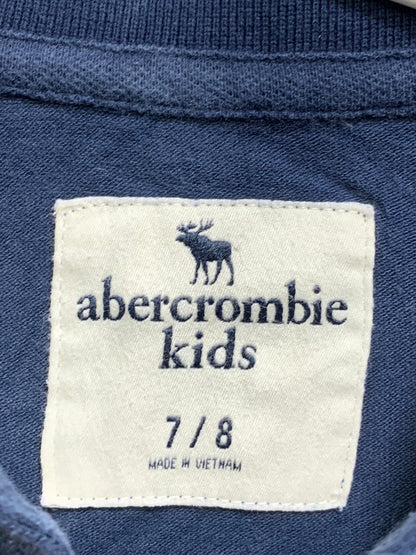 abercrombie
kids
7 / 8
MADE IN VIETNAM